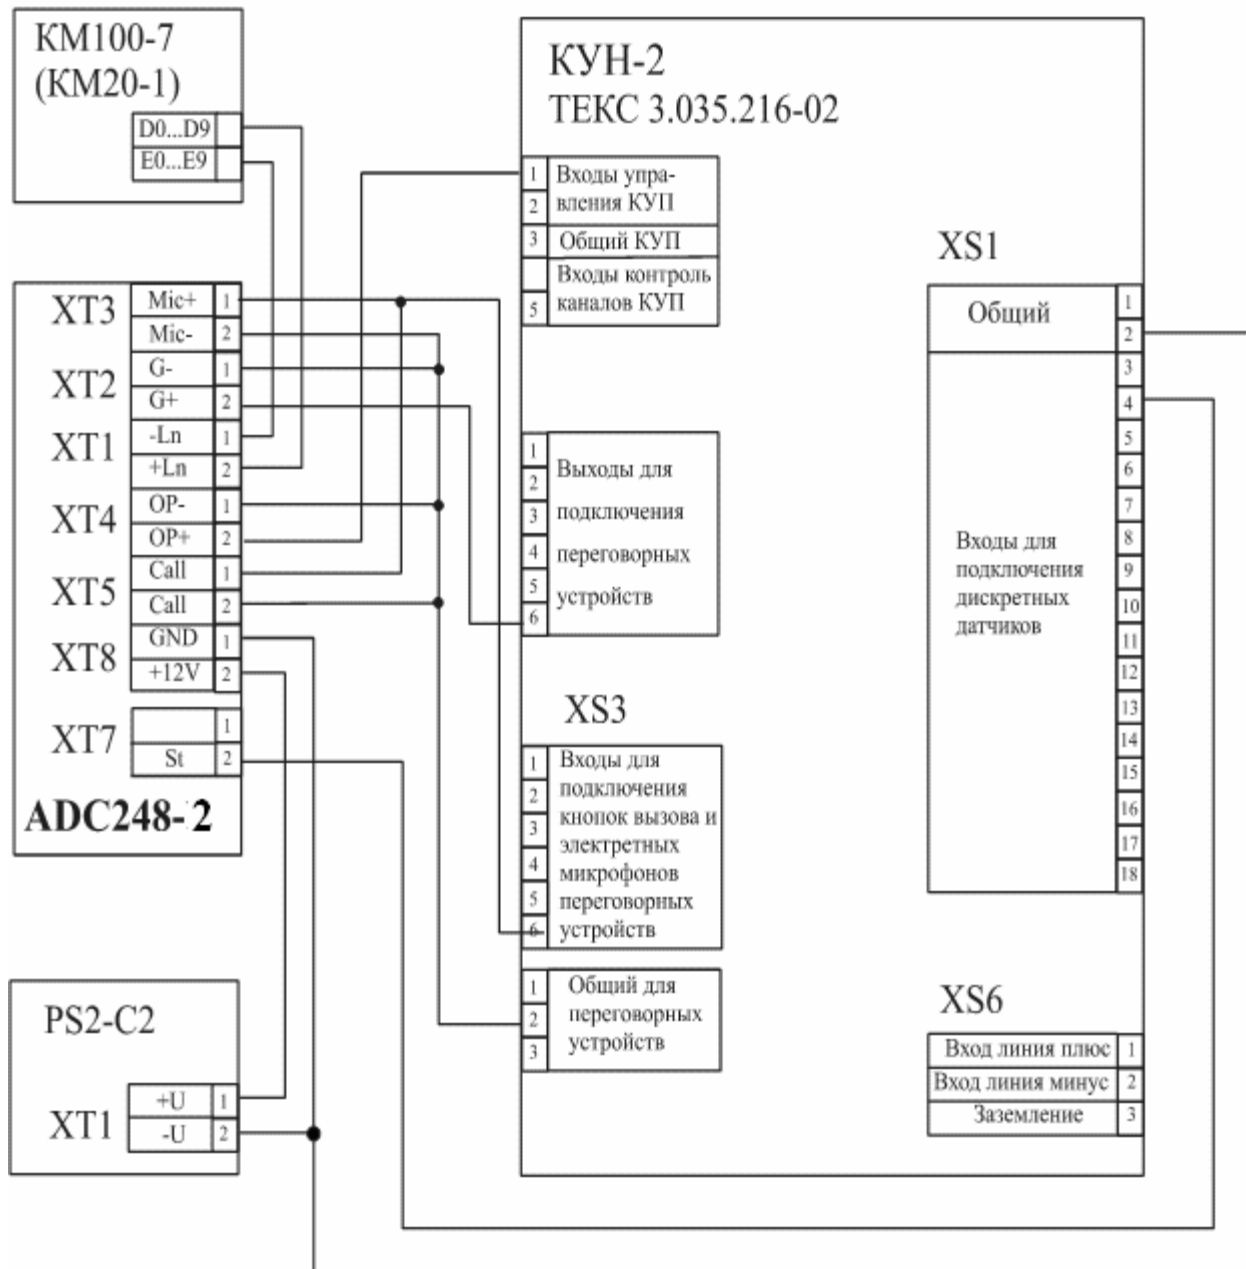 КМ100-7
(КМ20-1)
D0...D9
E0...E9
XT3
Mic+ 1
Mic- 2
XT2
G- 1
G+ 2
XT1
-Ln 1
+Ln 2
XT4
OP- 1
OP+ 2
XT5
Call 1
Call 2
XT8
GND 1
+12V 2
XT7
1
St 2
ADC248-2
PS2-C2
XT1
+U 1
-U 2
КУН-2
ТЕКС 3.035.216-02
1
2
Входы упра-
вления КУП
3
Общий КУП
5
Входы контроль
каналов КУП
1
2
3
4
5
6
Выходы для
подключения
переговорных
устройств
XS3
1
2
3
4
5
6
Входы для
подключения
кнопок вызова и
электретных
микрофонов
переговорных
устройств
1
2
3
Общий для
переговорных
устройств
XS1
Общий
1
2
Входы для
подключения
дискретных
датчиков
3
4
5
6
7
8
9
10
11
12
13
14
15
16
17
18
XS6
Вход линия плюс 1
Вход линия минус 2
Заземление 3